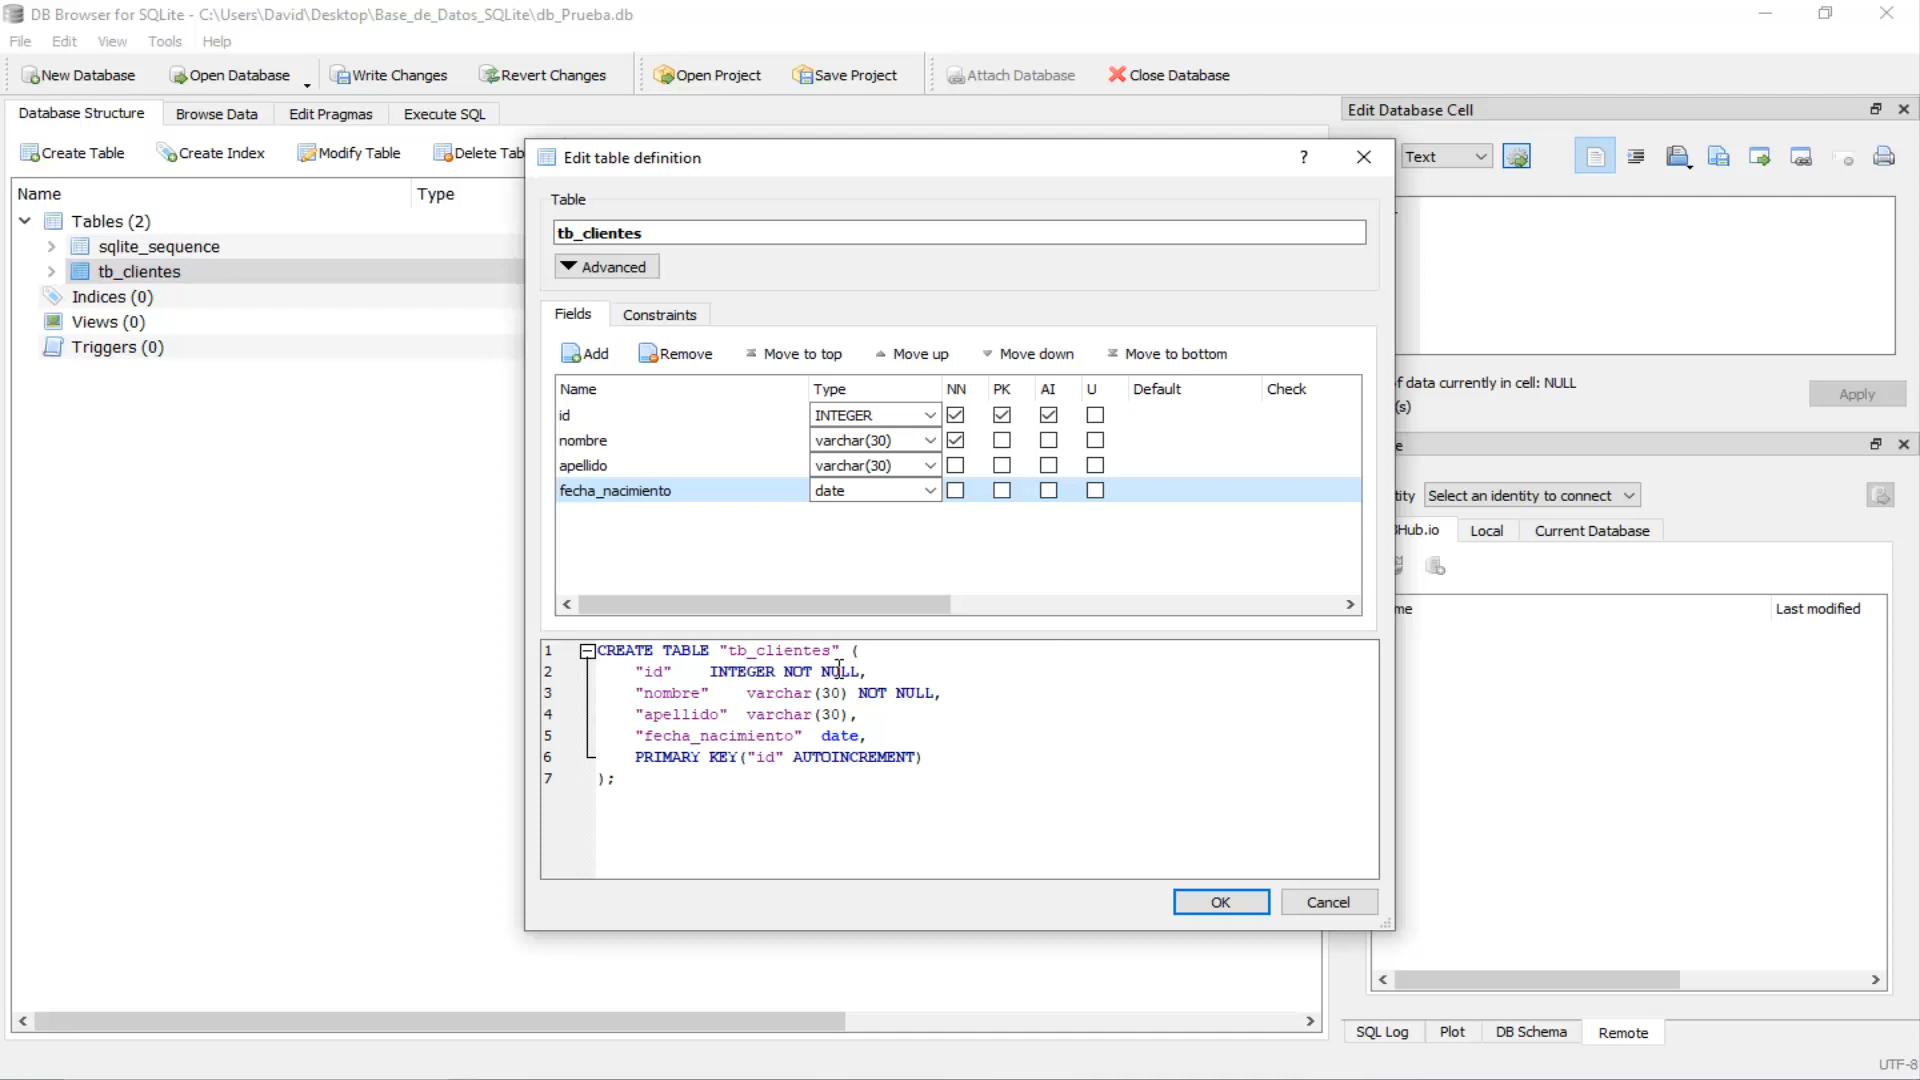 DB Browser for SQLite - C:\Users\David\Desktop\Base_de_Datos_SQLite\db_Prueba.db
File Edit View Tools Help
New Database Open Database Write Changes Revert Changes Open Project Save Project Attach Database Close Database
Database Structure Browse Data Edit Pragmas Execute SQL
Create Table Create Index Modify Table Delete Tab
Name Type
Tables (2)
sqlite_sequence
tb_clientes
Indices (0)
Views (0)
Triggers (0)
Edit table definition ?
Table
tb_clientes
Advanced
Fields Constraints
Add Remove Move to top Move up Move down Move to bottom
Name Type NN PK AI U Default Check
id INTEGER
nombre varchar(30)
apellido varchar(30)
fecha_nacimiento date
1 CREATE TABLE "tb_clientes" (
2 "id" INTEGER NOT NULL,
3 "nombre" varchar(30) NOT NULL,
4 "apellido" varchar(30),
5 "fecha_nacimiento" date,
6 PRIMARY KEY("id" AUTOINCREMENT)
7 );
OK Cancel
Edit Database Cell
Text
f data currently in cell: NULL
(s)
Apply
e
tity Select an identity to connect
Hub.io Local Current Database
me Last modified
SQL Log Plot DB Schema Remote
UTF-8